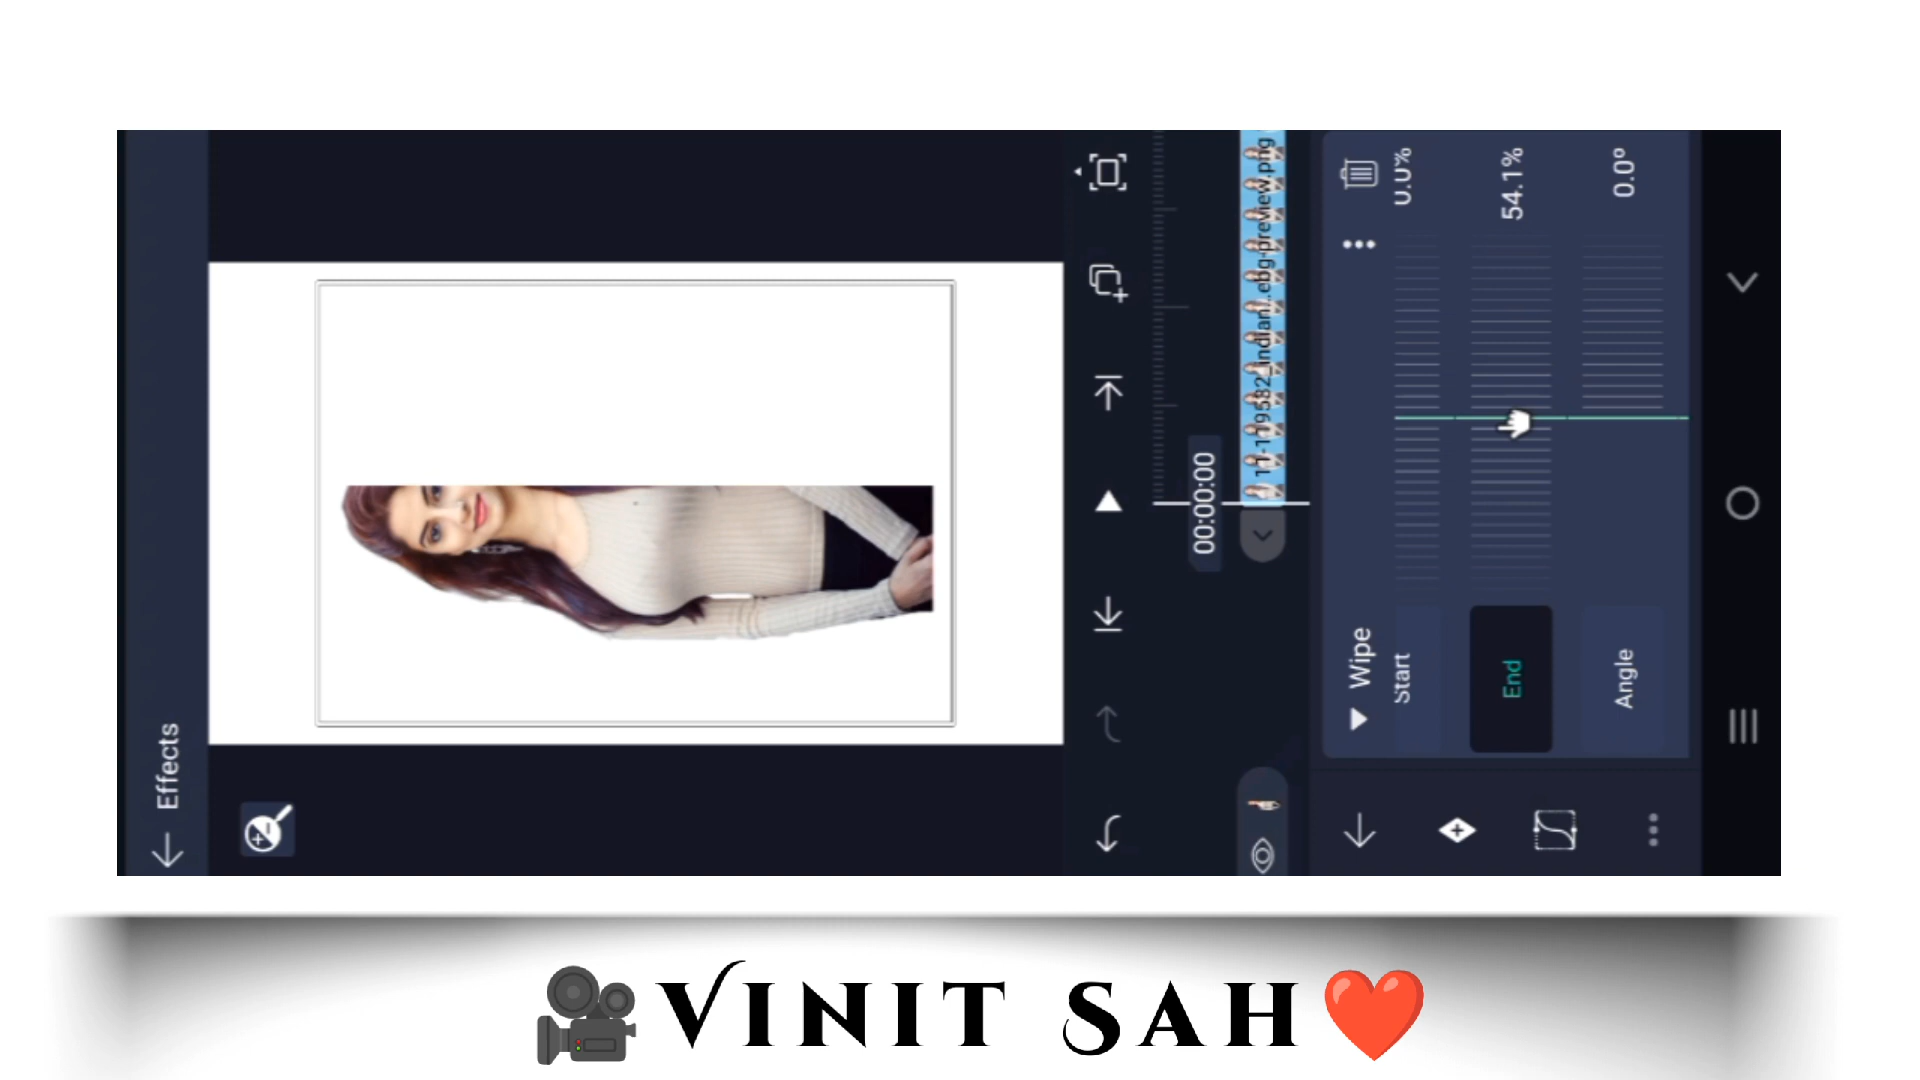 Effects
00:00:00
11-119582_indian/..ebg-preview.png
Wipe
Start
0.0%
End
54.1%
Angle
0.0°
VINIT SAH